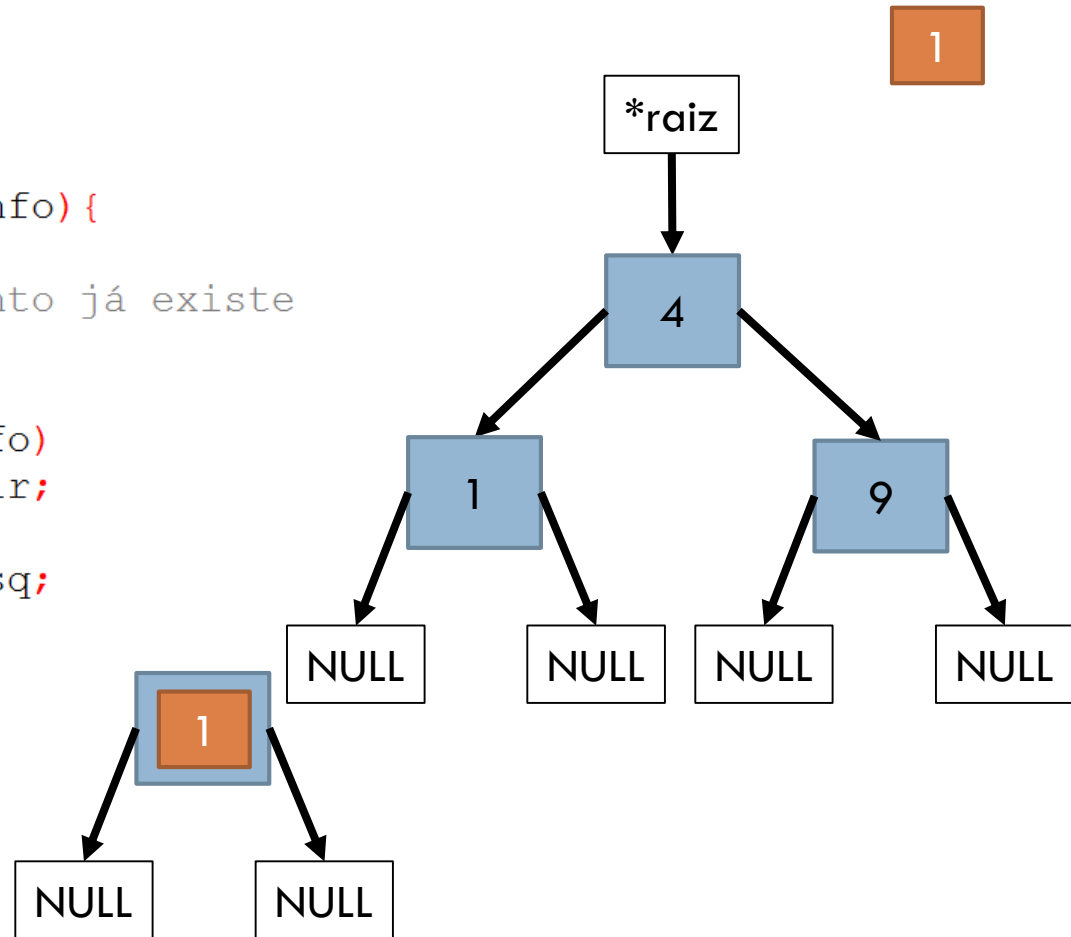 1
*raiz
nfo){
nto já existe
4
fo)
ir;
1
9
sq;
NULL
NULL
NULL
NULL
1
NULL
NULL